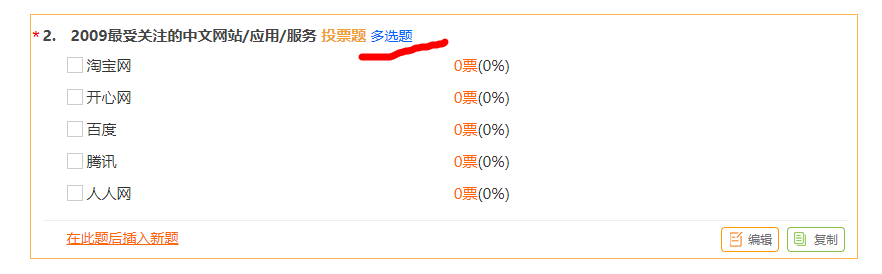 * 2. 2009最受关注的中文网站/应用/服务 投票题 多选题
淘宝网 0票(0%)
开心网 0票(0%)
百度 0票(0%)
腾讯 0票(0%)
人人网 0票(0%)
在此题后插入新题 编辑 复制